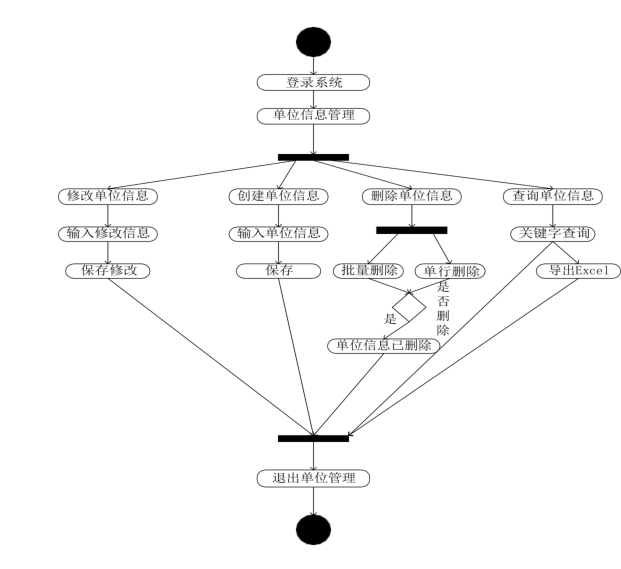 登录系统
单位信息管理
修改单位信息
创建单位信息
删除单位信息
查询单位信息
输入修改信息
输入单位信息
关键字查询
保存修改
保存
批量删除
单行删除
导出Excel
是否删除
是
单位信息已删除
退出单位管理